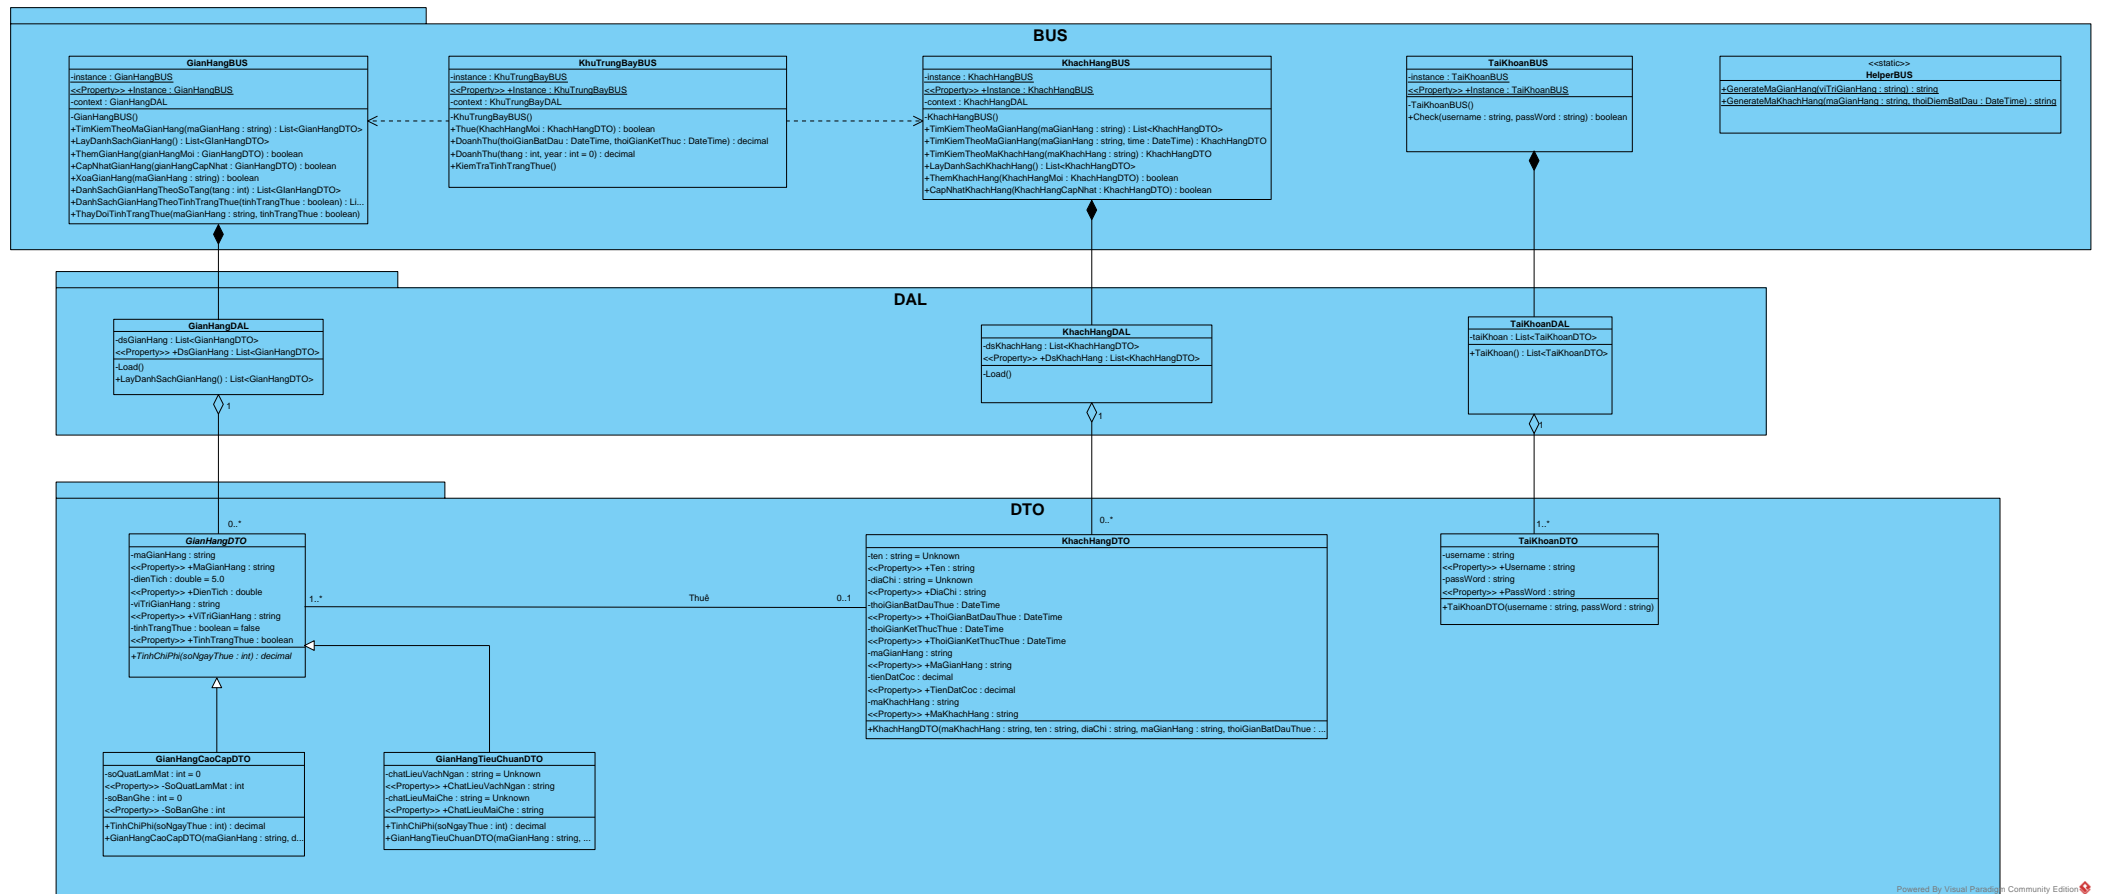 BUS
GianHangBUS
-instance : GianHangBUS
<<Property>> +Instance : GianHangBUS
-context : GianHangDAL
-GianHangBUS()
+TimKiemTheoMaGianHang(maGianHang : string) : List<GianHangDTO>
+LayDanhSachGianHang() : List<GIanHangDTO>
+ThemGianHang(gianHangMoi : GianHangDTO) : boolean
+CapNhatGianHang(gianHangCapNhat : GianHangDTO) : boolean
+XoaGianHang(maGianHang : string) : boolean
+DanhSachGianHangTheoSoTang(tang : int) : List<GIanHangDTO>
+DanhSachGianHangTheoTinhTrangThue(tinhTrangThue : boolean) : Li...
+ThayDoiTinhTrangThue(maGianHang : string, tinhTrangThue : boolean)
KhuTrungBayBUS
-instance : KhuTrungBayBUS
<<Property>> +Instance : KhuTrungBayBUS
-context : KhuTrungBayDAL
-KhuTrungBayBUS()
+Thue(KhachHangMoi : KhachHangDTO) : boolean
+DoanhThu(thoiGianBatDau : DateTime, thoiGianKetThuc : DateTime) : decimal
+DoanhThu(thang : int, year : int = 0) : decimal
+KiemTraTinhTrangThue()
KhachHangBUS
-instance : KhachHangBUS
<<Property>> +Instance : KhachHangBUS
-context : KhachHangDAL
-KhachHangBUS()
+TimKiemTheoMaGianHang(maGianHang : string) : List<KhachHangDTO>
+TimKiemTheoMaGianHang(maGianHang : string, time : DateTime) : KhachHangDTO
+TimKiemTheoMaKhachHang(maKhachHang : string) : KhachHangDTO
+LayDanhSachKhachHang() : List<KhachHangDTO>
+ThemKhachHang(KhachHangMoi : KhachHangDTO) : boolean
+CapNhatKhachHang(KhachHangCapNhat : KhachHangDTO) : boolean
TaiKhoanBUS
-instance : TaiKhoanBUS
<<Property>> +Instance : TaiKhoanBUS
-TaiKhoanBUS()
+Check(username : string, passWord : string) : boolean
<<static>>
HelperBUS
+GenerateMaGianHang(viTriGianHang : string) : string
+GenerateMaKhachHang(maGianHang : string, thoiDiemBatDau : DateTime) : string
DAL
GianHangDAL
-dsGianHang : List<GianHangDTO>
<<Property>> +DsGianHang : List<GianHangDTO>
-Load()
+LayDanhSachGianHang() : List<GianHangDTO>
1
KhachHangDAL
-dsKhachHang : List<KhachHangDTO>
<<Property>> +DsKhachHang : List<KhachHangDTO>
-Load()
1
TaiKhoanDAL
-taiKhoan : List<TaiKhoanDTO>
+TaiKhoan() : List<TaiKhoanDTO>
1
DTO
0..*
GianHangDTO
-maGianHang : string
<<Property>> +MaGianHang : string
-dienTich : double = 5.0
<<Property>> +DienTich : double
-viTriGianHang : string
<<Property>> +ViTriGianHang : string
-tinhTrangThue : boolean = false
<<Property>> +TinhTrangThue : boolean
+TinhChiPhi(soNgayThue : int) : decimal
1..*
Thuê
0..1
0..*
KhachHangDTO
-ten : string = Unknown
<<Property>> +Ten : string
-diaChi : string = Unknown
<<Property>> +DiaChi : string
-thoiGianBatDauThue : DateTime
<<Property>> +ThoiGianBatDauThue : DateTime
-thoiGianKetThucThue : DateTime
<<Property>> +ThoiGianKetThucThue : DateTime
-maGianHang : string
<<Property>> +MaGianHang : string
-tienDatCoc : decimal
<<Property>> +TienDatCoc : decimal
-maKhachHang : string
<<Property>> +MaKhachHang : string
+KhachHangDTO(maKhachHang : string, ten : string, diaChi : string, maGianHang : string, thoiGianBatDauThue : ...
1..*
TaiKhoanDTO
-username : string
<<Property>> +Username : string
-passWord : string
<<Property>> +PassWord : string
+TaiKhoanDTO(username : string, passWord : string)
GianHangCaoCapDTO
-soQuatLamMat : int = 0
<<Property>> -SoQuatLamMat : int
-soBanGhe : int = 0
<<Property>> -SoBanGhe : int
+TinhChiPhi(soNgayThue : int) : decimal
+GianHangCaoCapDTO(maGianHang : string, d...
GianHangTieuChuanDTO
-chatLieuVachNgan : string = Unknown
<<Property>> +ChatLieuVachNgan : string
-chatLieuMaiChe : string = Unknown
<<Property>> +ChatLieuMaiChe : string
+TinhChiPhi(soNgayThue : int) : decimal
+GianHangTieuChuanDTO(maGianHang : string, ...
Powered By Visual Paradigm Community Edition